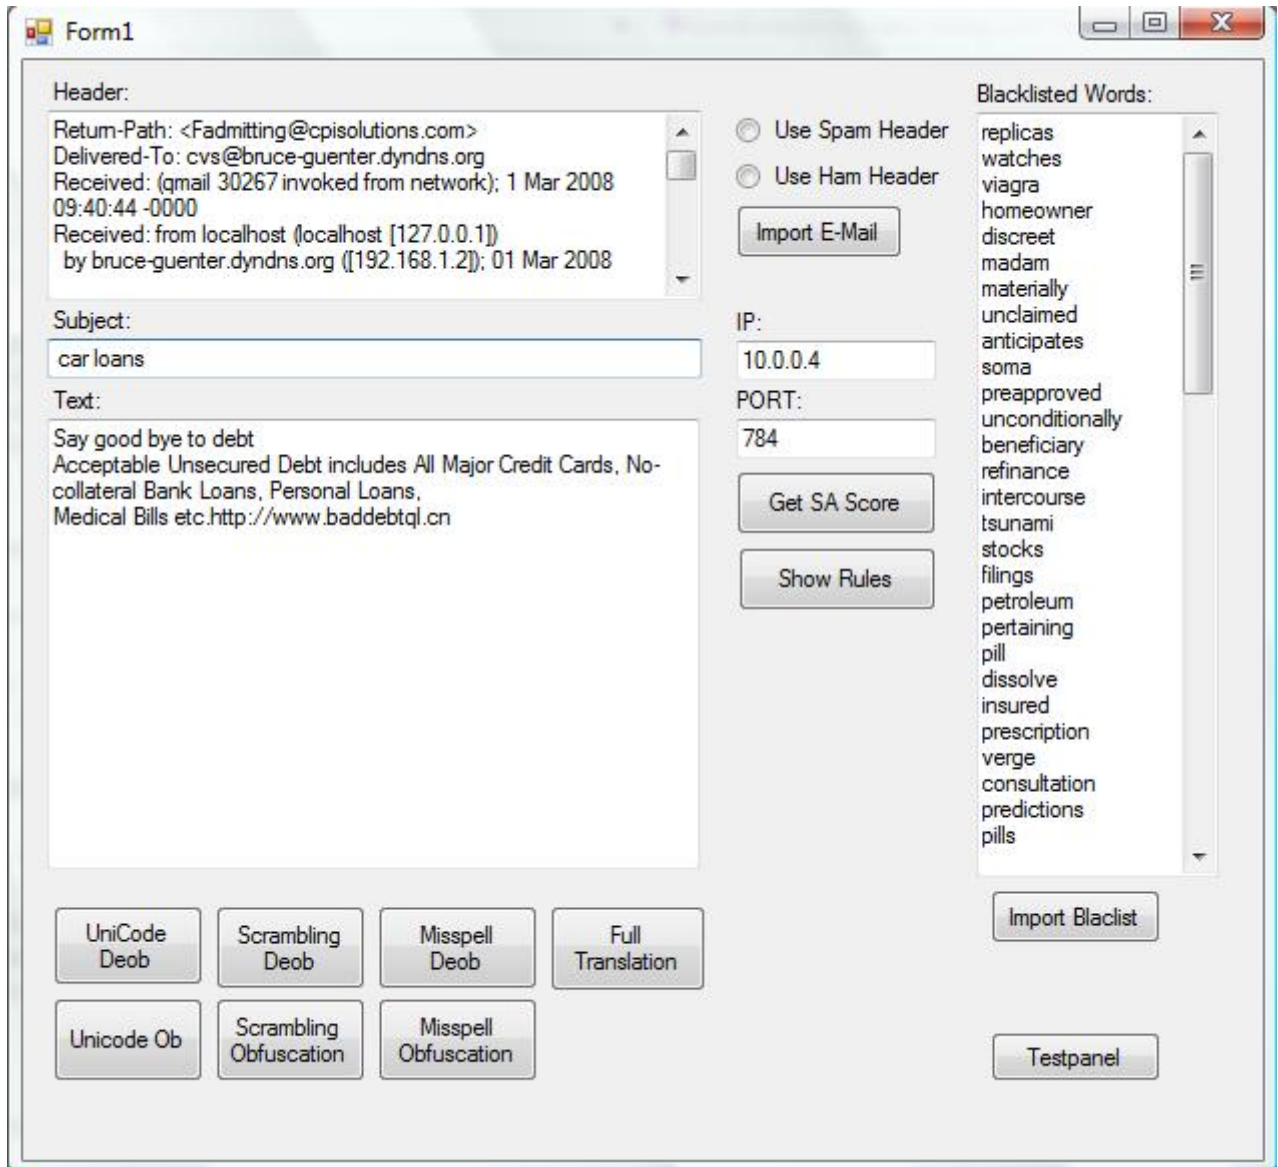 Form1
Header:
Return-Path: <Fadmitting@cpisolutions.com>
Delivered-To: cvs@bruce-guenter.dyndns.org
Received: (qmail 30267 invoked from network); 1 Mar 2008
09:40:44 -0000
Received: from localhost (localhost [127.0.0.1])
by bruce-guenter.dyndns.org ([192.168.1.2]); 01 Mar 2008
Subject:
car loans
Text:
Say good bye to debt
Acceptable Unsecured Debt includes All Major Credit Cards, No-
collateral Bank Loans, Personal Loans,
Medical Bills etc.http://www.baddebtql.cn
Use Spam Header
Use Ham Header
Import E-Mail
IP:
10.0.0.4
PORT:
784
Get SA Score
Show Rules
Blacklisted Words:
replicas
watches
viagra
homeowner
discreet
madam
materially
unclaimed
anticipates
soma
preapproved
unconditionally
beneficiary
refinance
intercourse
tsunami
stocks
filings
petroleum
pertaining
pill
dissolve
insured
prescription
verge
consultation
predictions
pills
Import Blaclist
UniCode
Deob
Scrambling
Deob
Misspell
Deob
Full
Translation
Unicode Ob
Scrambling
Obfuscation
Misspell
Obfuscation
Testpanel